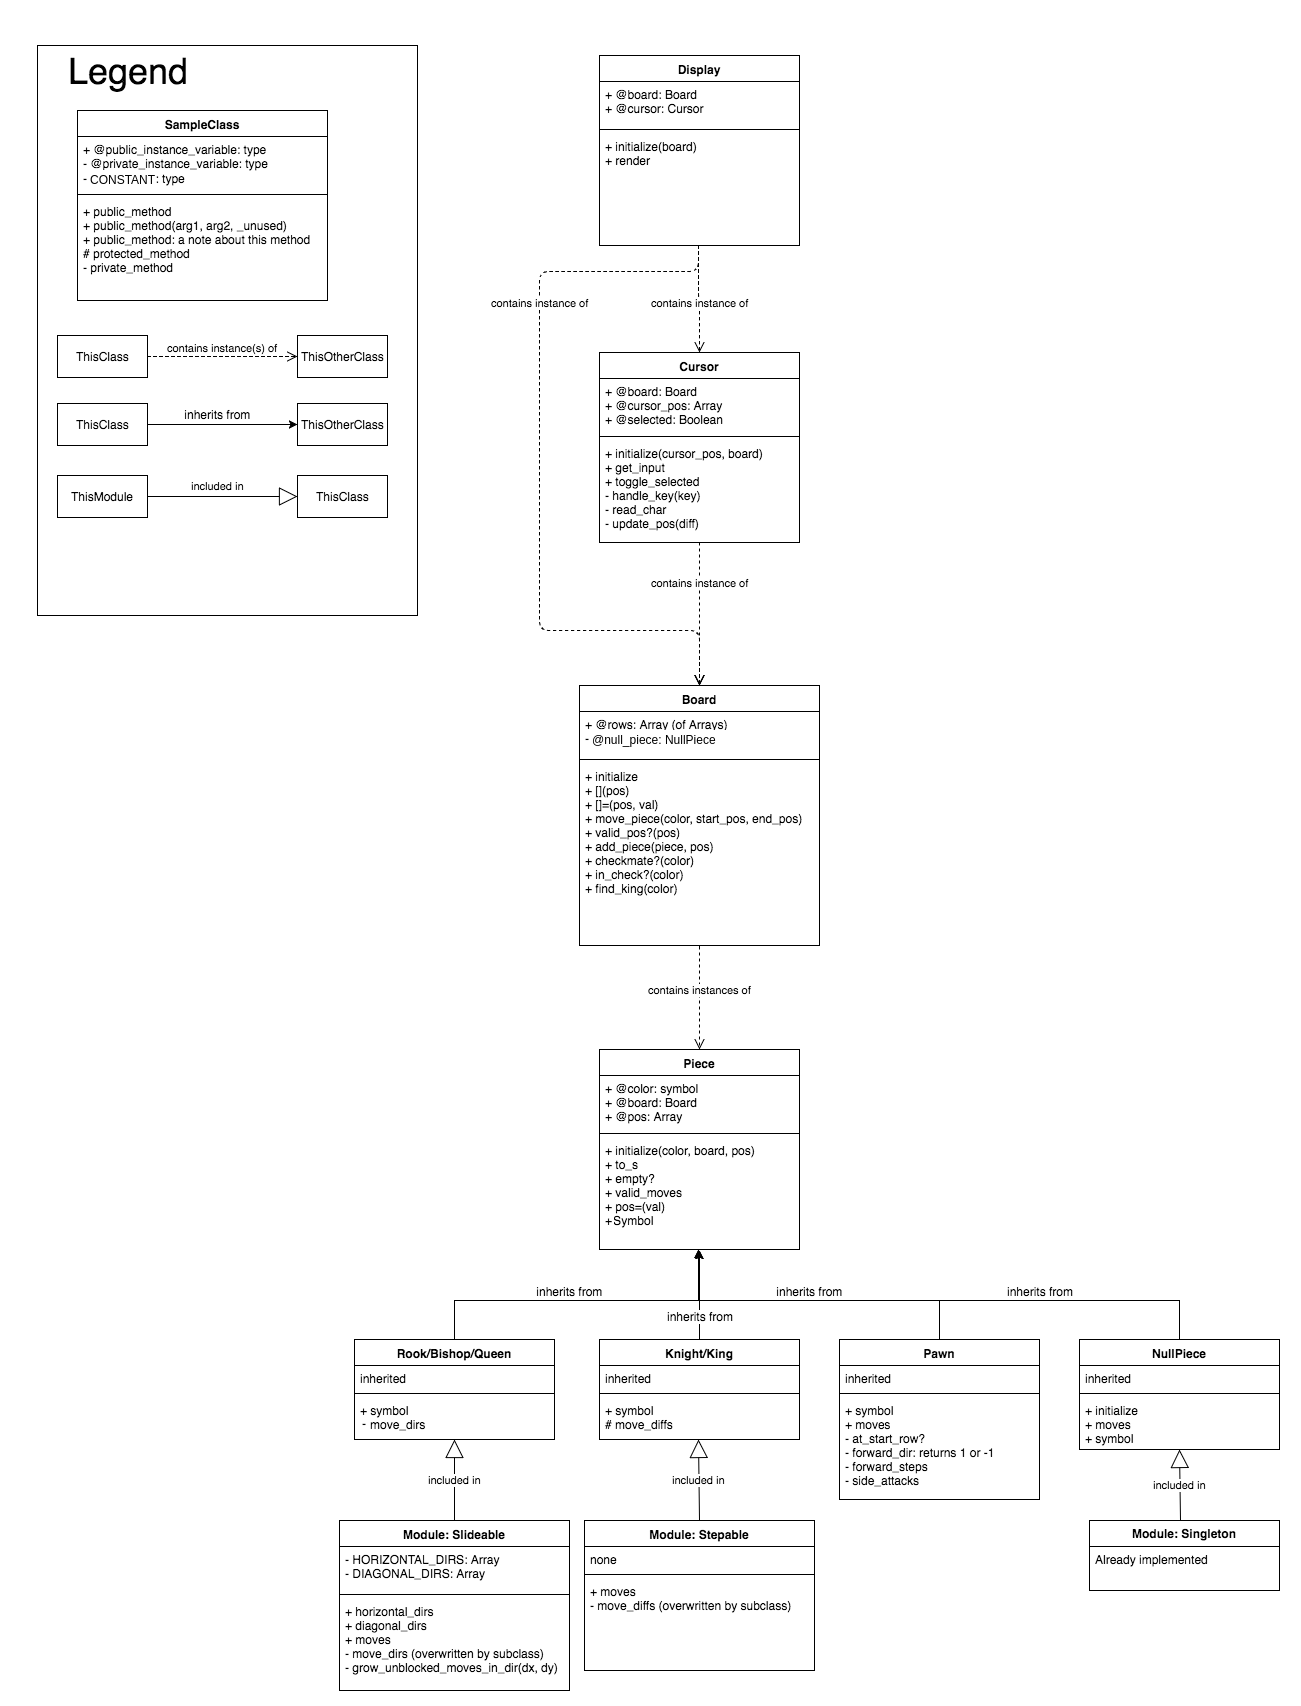 Legend
SampleClass
+ @public_instance_variable: type
- @private_instance_variable: type
- CONSTANT: type
+ public_method
+ public_method(arg1, arg2, _unused)
+ public_method: a note about this method
# protected_method
- private_method
ThisClass
contains instance(s) of
ThisOtherClass
ThisClass
inherits from
ThisOtherClass
ThisModule
included in
ThisClass
Display
+ @board: Board
+ @cursor: Cursor
+ initialize(board)
+ render
contains instance of
contains instance of
Cursor
+ @board: Board
+ @cursor_pos: Array
+ @selected: Boolean
+ initialize(cursor_pos, board)
+ get_input
+ toggle_selected
- handle_key(key)
- read_char
- update_pos(diff)
contains instance of
Board
+ @rows: Array (of Arrays)
- @null_piece: NullPiece
+ initialize
+ [](pos)
+ []=(pos, val)
+ move_piece(color, start_pos, end_pos)
+ valid_pos?(pos)
+ add_piece(piece, pos)
+ checkmate?(color)
+ in_check?(color)
+ find_king(color)
contains instances of
Piece
+ @color: symbol
+ @board: Board
+ @pos: Array
+ initialize(color, board, pos)
+ to_s
+ empty?
+ valid_moves
+ pos=(val)
+Symbol
inherits from
inherits from
inherits from
inherits from
Rook/Bishop/Queen
inherited
+ symbol
- move_dirs
Knight/King
inherited
+ symbol
# move_diffs
Pawn
inherited
+ symbol
+ moves
- at_start_row?
- forward_dir: returns 1 or -1
- forward_steps
- side_attacks
NullPiece
inherited
+ initialize
+ moves
+ symbol
included in
included in
included in
Module: Slideable
- HORIZONTAL_DIRS: Array
- DIAGONAL_DIRS: Array
+ horizontal_dirs
+ diagonal_dirs
+ moves
- move_dirs (overwritten by subclass)
- grow_unblocked_moves_in_dir(dx, dy)
Module: Stepable
none
+ moves
- move_diffs (overwritten by subclass)
Module: Singleton
Already implemented